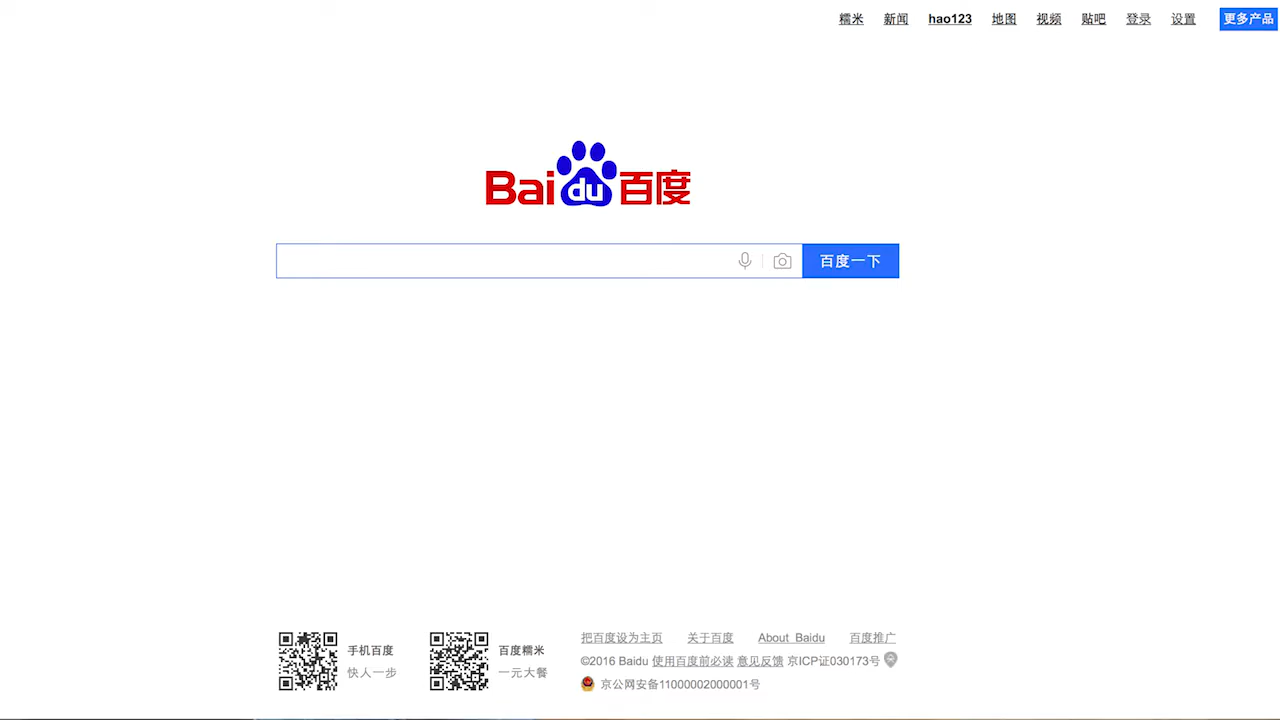 糯米 新闻 hao123 地图 视频 贴吧 登录 设置 更多产品
Bai du 百度
百度一下
手机百度
快人一步
百度糯米
一元大餐
把百度设为主页 关于百度 About Baidu 百度推广
©2016 Baidu 使用百度前必读 意见反馈 京ICP证030173号
京公网安备11000002000001号